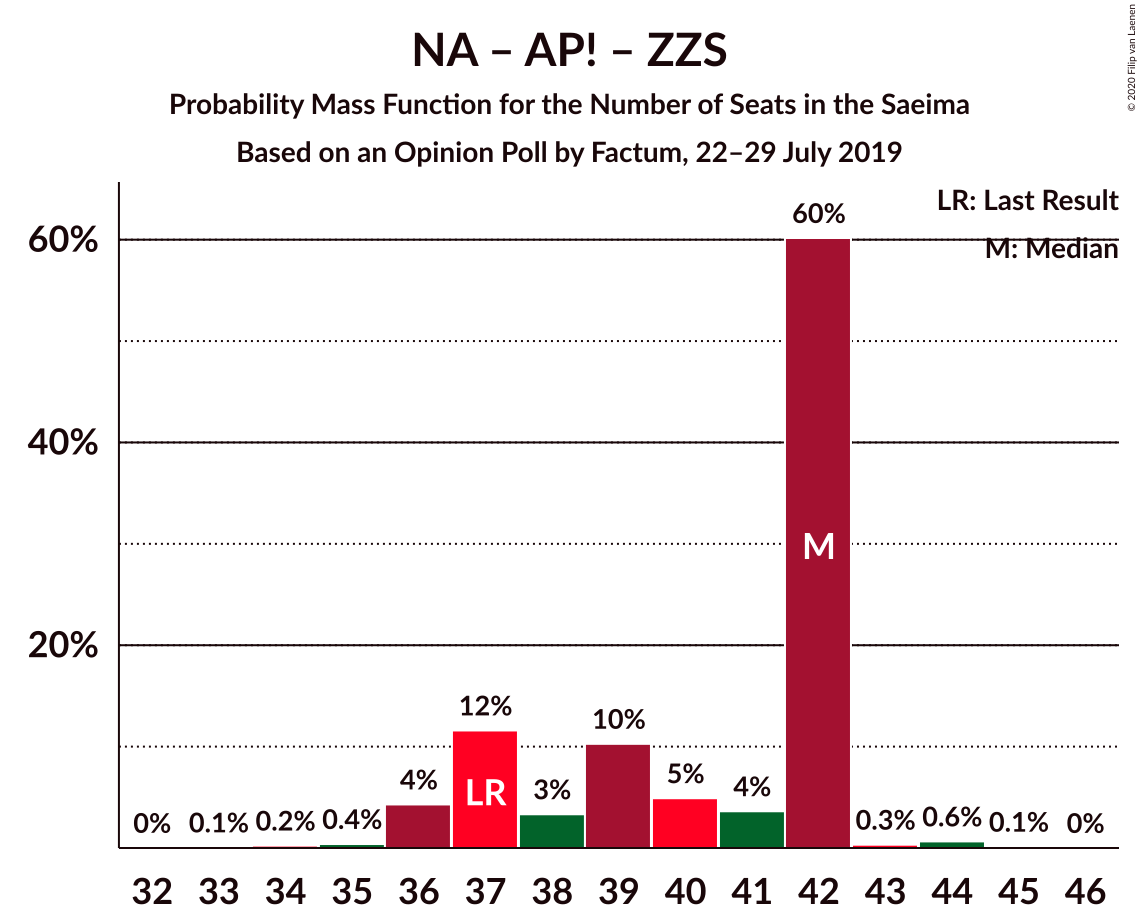 NA – AP! – ZZS
Probability Mass Function for the Number of Seats in the Saeima
Based on an Opinion Poll by Factum, 22–29 July 2019
© 2020 Filip van Laenen
LR: Last Result
M: Median
60%
40%
20%
0% 0.1% 0.2% 0.4% 4% 12% 3% 10% 5% 4% 60% 0.3% 0.6% 0.1% 0%
LR
M
32 33 34 35 36 37 38 39 40 41 42 43 44 45 46